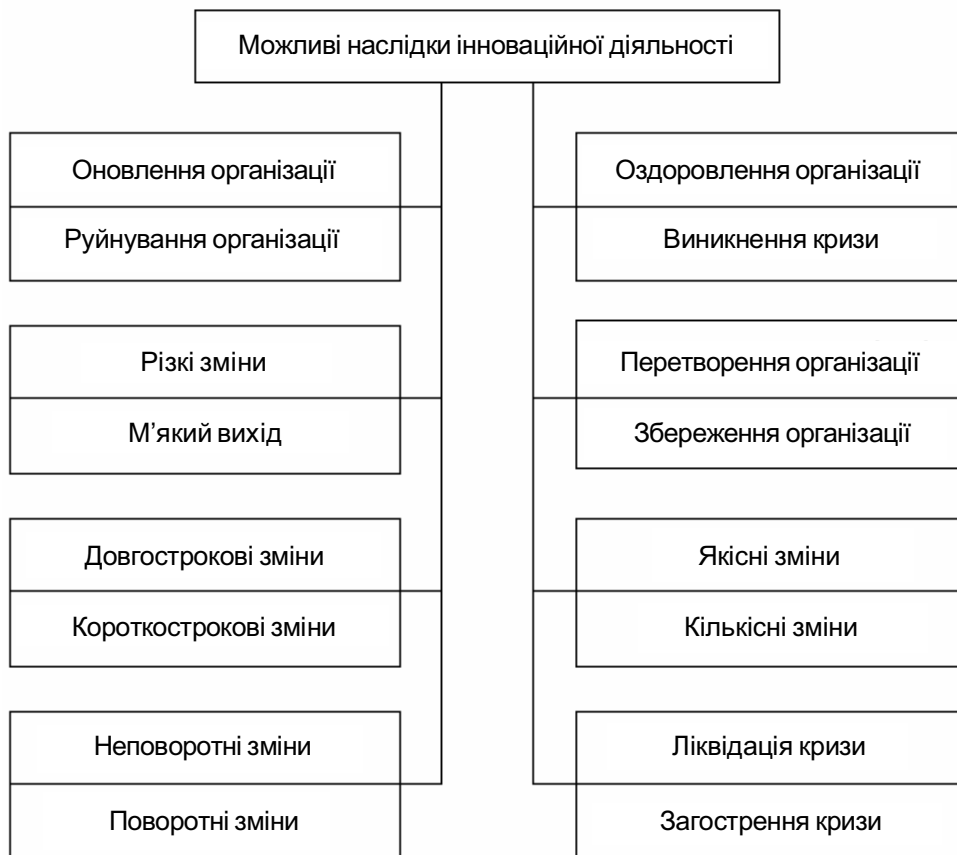 Можливі наслідки інноваційної діяльності
Оновлення організації
Руйнування організації
Різкі зміни
М’який вихід
Довгострокові зміни
Короткострокові зміни
Неповоротні зміни
Поворотні зміни
Оздоровлення організації
Виникнення кризи
Перетворення організації
Збереження організації
Якісні зміни
Кількісні зміни
Ліквідація кризи
Загострення кризи